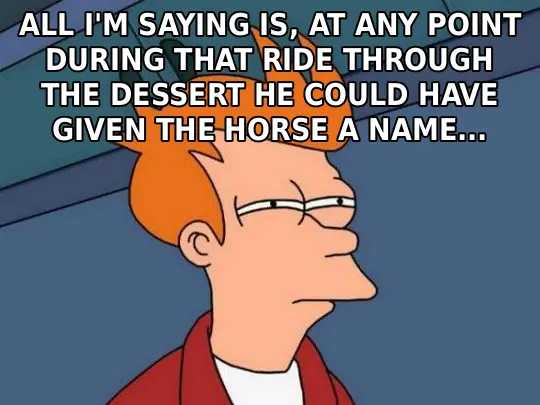 ALL I'M SAYING IS, AT ANY POINT
DURING THAT RIDE THROUGH
THE DESSERT HE COULD HAVE
GIVEN THE HORSE A NAME...